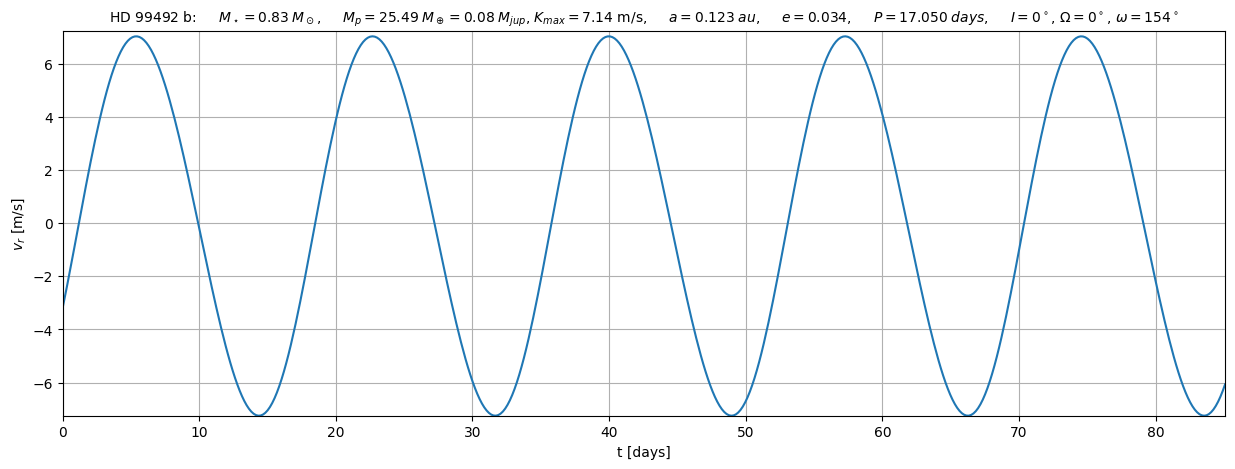 HD 99492 b: M⋆ = 0.83 M⊙, Mp = 25.49 M⊕ = 0.08 Mjup, Kmax = 7.14 m/s, a = 0.123 au, e = 0.034, P = 17.050 days, I = 0°, Ω = 0°, ω = 154°
6
4
2
0
−2
−4
−6
vr [m/s]
0 10 20 30 40 50 60 70 80
t [days]